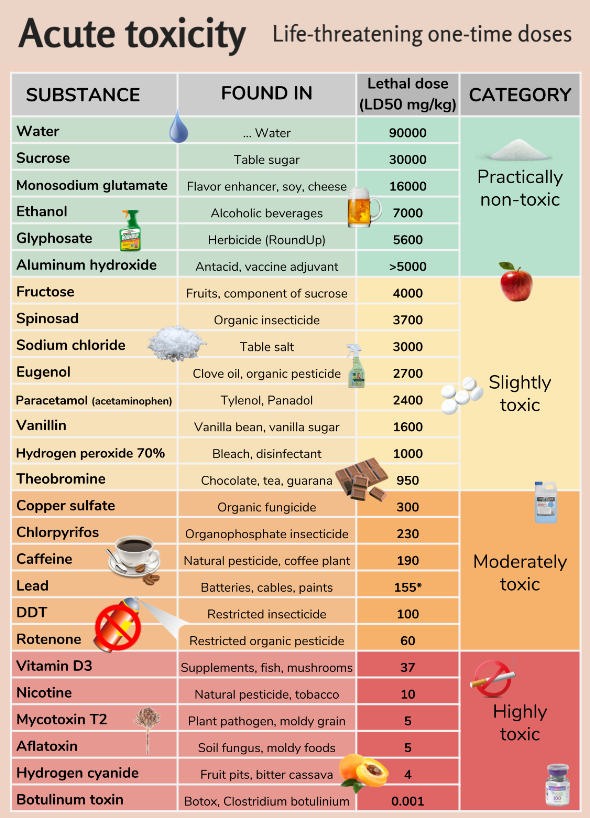 Acute toxicity Life-threatening one-time doses
SUBSTANCE FOUND IN Lethal dose (LD50 mg/kg) CATEGORY
Water ... Water 90000
Sucrose Table sugar 30000
Monosodium glutamate Flavor enhancer, soy, cheese 16000
Practically non-toxic
Ethanol Alcoholic beverages 7000
Glyphosate Herbicide (RoundUp) 5600
Aluminum hydroxide Antacid, vaccine adjuvant >5000
Fructose Fruits, component of sucrose 4000
Spinosad Organic insecticide 3700
Sodium chloride Table salt 3000
Eugenol Clove oil, organic pesticide 2700
Slightly toxic
Paracetamol (acetaminophen) Tylenol, Panadol 2400
Vanillin Vanilla bean, vanilla sugar 1600
Hydrogen peroxide 70% Bleach, disinfectant 1000
Theobromine Chocolate, tea, guarana 950
Copper sulfate Organic fungicide 300
Chlorpyrifos Organophosphate insecticide 230
Caffeine Natural pesticide, coffee plant 190
Moderately toxic
Lead Batteries, cables, paints 155*
DDT Restricted insecticide 100
Rotenone Restricted organic pesticide 60
Vitamin D3 Supplements, fish, mushrooms 37
Nicotine Natural pesticide, tobacco 10
Mycotoxin T2 Plant pathogen, moldy grain 5
Highly toxic
Aflatoxin Soil fungus, moldy foods 5
Hydrogen cyanide Fruit pits, bitter cassava 4
Botulinum toxin Botox, Clostridium botulinium 0.001